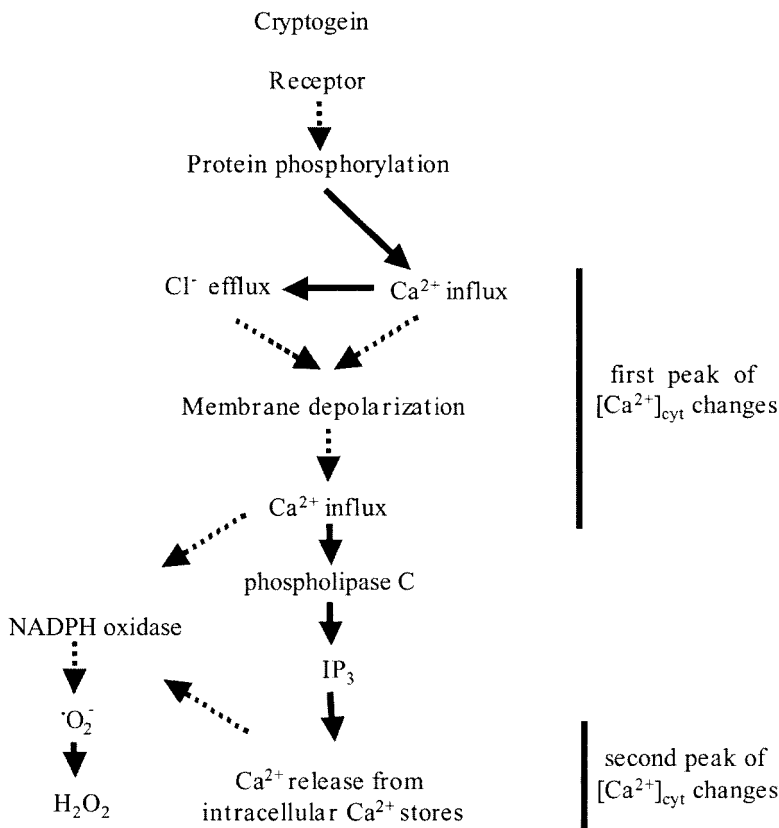 Cryptogein
Receptor
Protein phosphorylation
Cl⁻ efflux
Ca²⁺ influx
first peak of
[Ca²⁺]cyt changes
Membrane depolarization
Ca²⁺ influx
phospholipase C
NADPH oxidase
IP₃
·O₂⁻
second peak of
[Ca²⁺]cyt changes
Ca²⁺ release from
intracellular Ca²⁺ stores
H₂O₂